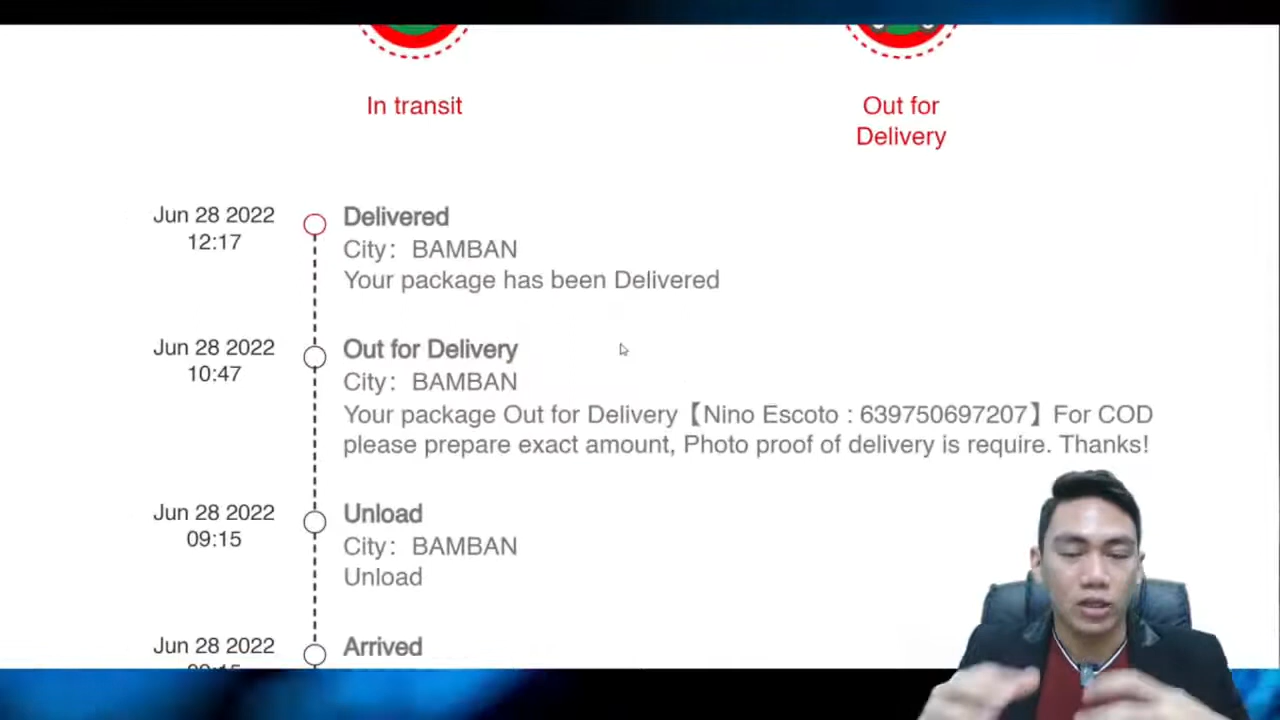 In transit
Out for
Delivery
Jun 28 2022
12:17
Delivered
City： BAMBAN
Your package has been Delivered
Jun 28 2022
10:47
Out for Delivery
City： BAMBAN
Your package Out for Delivery【Nino Escoto : 639750697207】For COD
please prepare exact amount, Photo proof of delivery is require. Thanks!
Jun 28 2022
09:15
Unload
City： BAMBAN
Unload
Jun 28 2022
Arrived